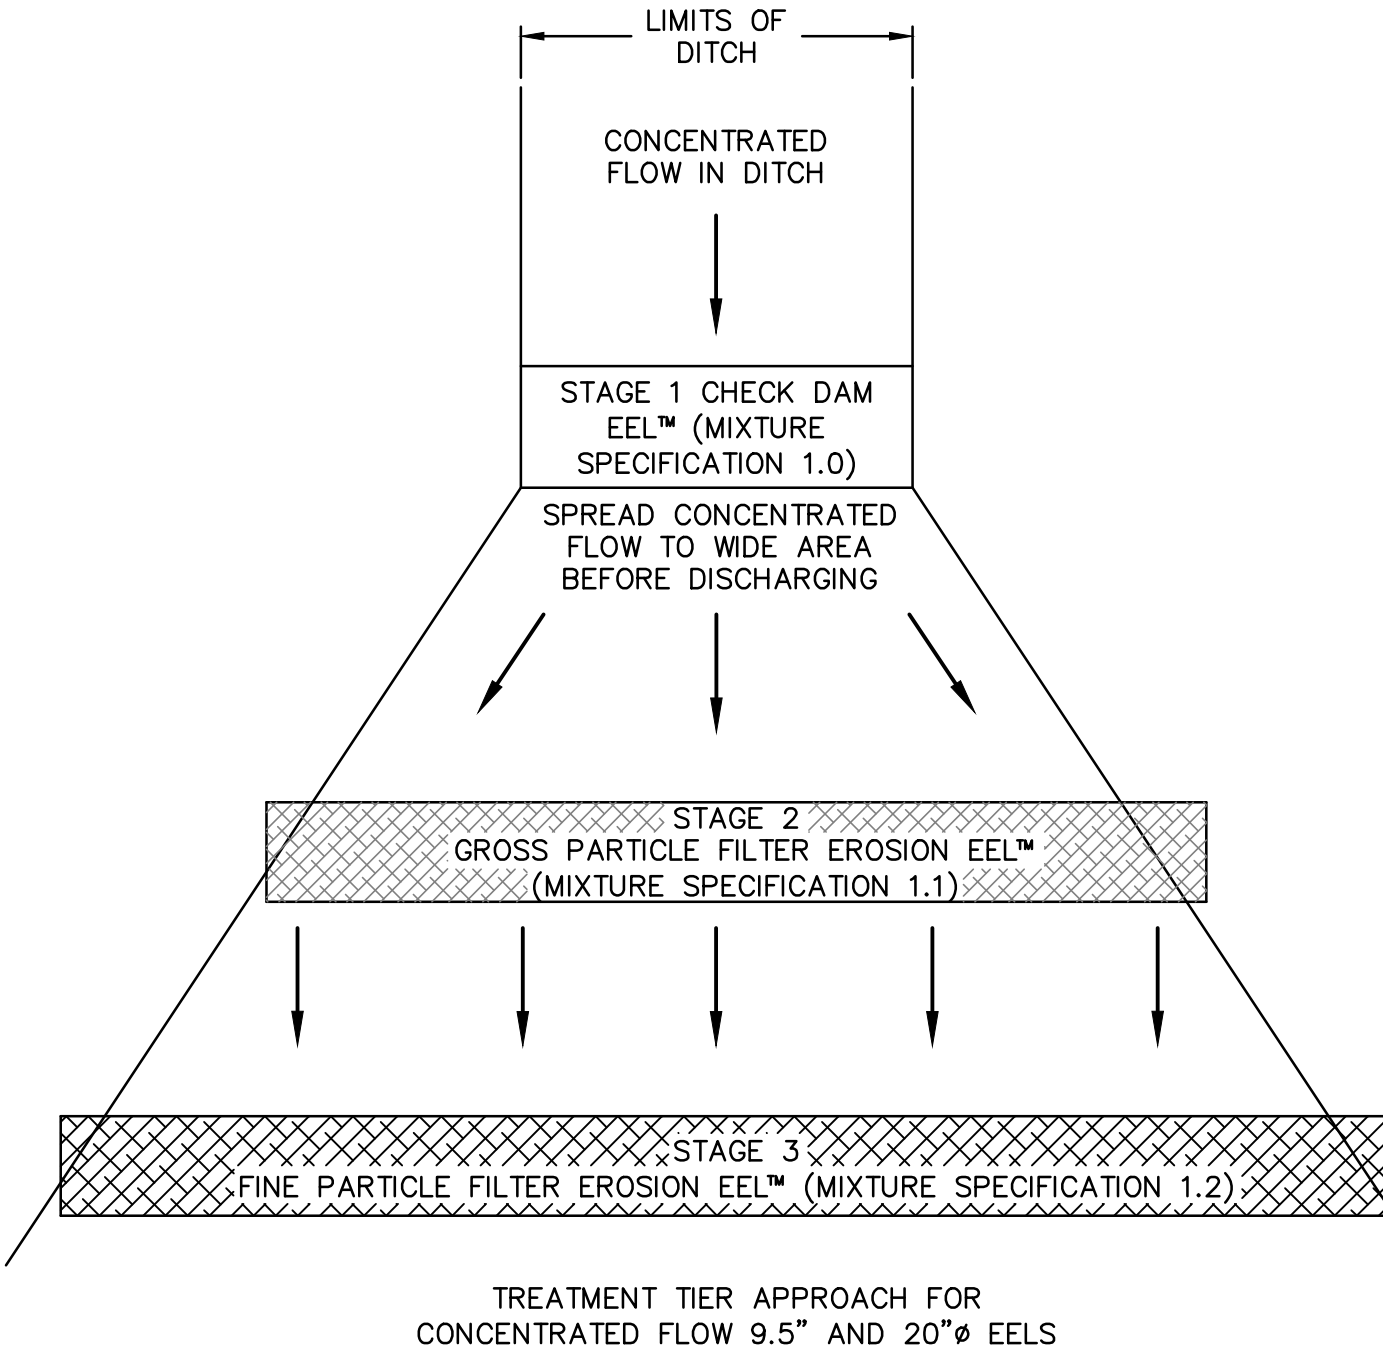 LIMITS OF
DITCH
CONCENTRATED
FLOW IN DITCH
STAGE 1 CHECK DAM
EEL™ (MIXTURE
SPECIFICATION 1.0)
SPREAD CONCENTRATED
FLOW TO WIDE AREA
BEFORE DISCHARGING
STAGE 2
GROSS PARTICLE FILTER EROSION EEL™
(MIXTURE SPECIFICATION 1.1)
STAGE 3
FINE PARTICLE FILTER EROSION EEL™ (MIXTURE SPECIFICATION 1.2)
TREATMENT TIER APPROACH FOR
CONCENTRATED FLOW 9.5” AND 20”ø EELS